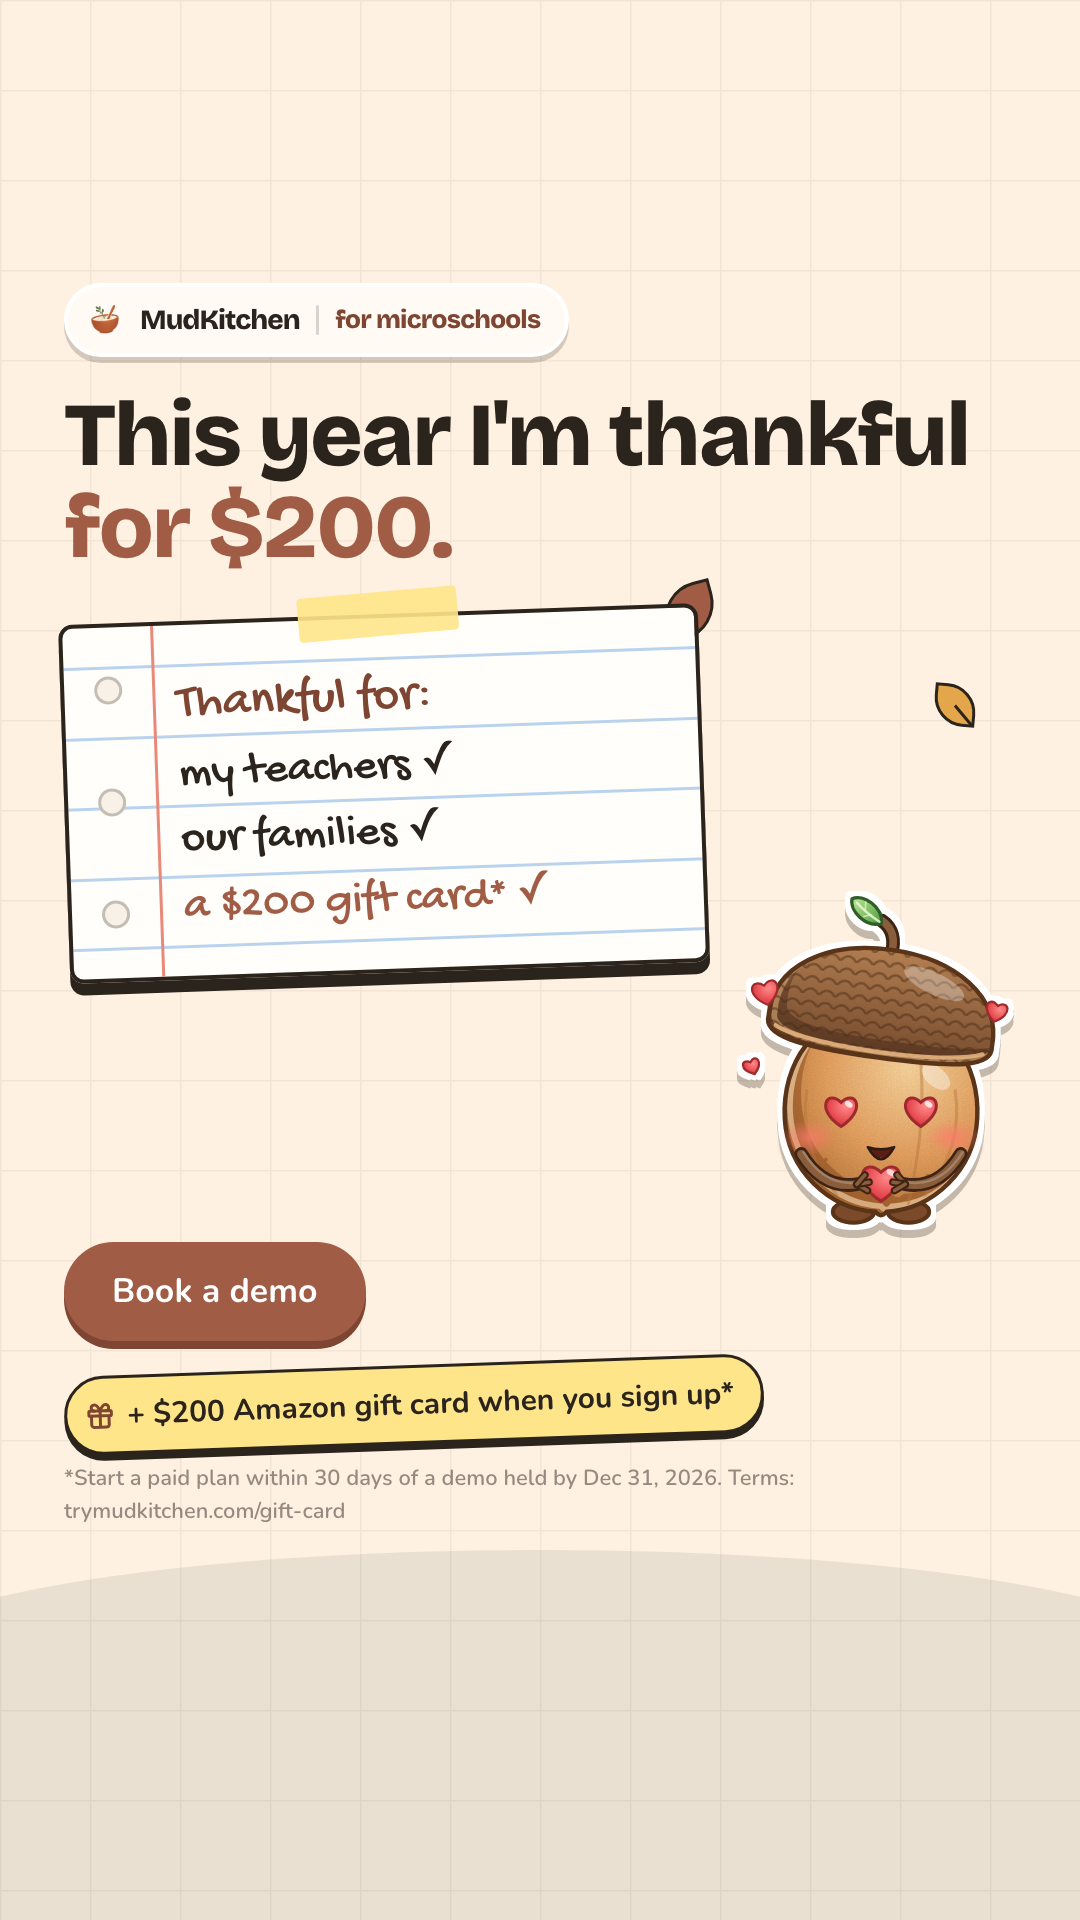 MudKitchen | for microschools
This year I'm thankful
for $200.
Thankful for:
my teachers ✓
our families ✓
a $200 gift card* ✓
Book a demo
+ $200 Amazon gift card when you sign up*
*Start a paid plan within 30 days of a demo held by Dec 31, 2026. Terms:
trymudkitchen.com/gift-card